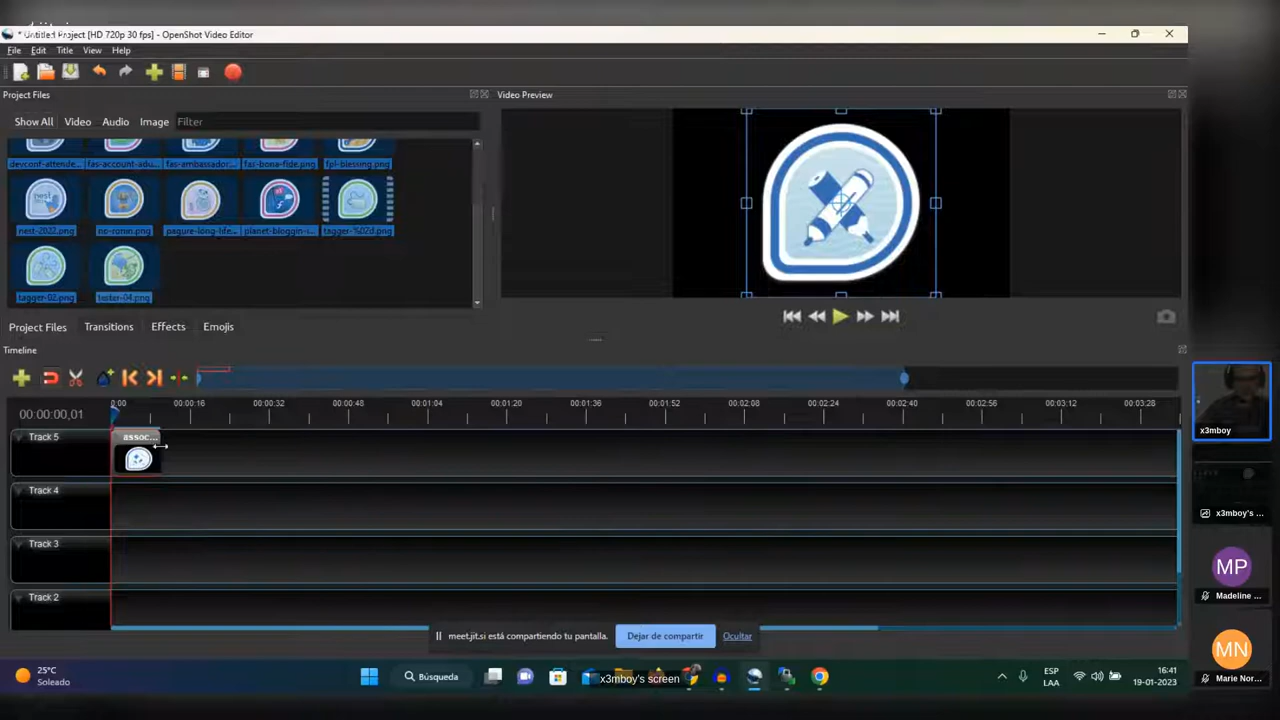 * Untitled Project [HD 720p 30 fps] - OpenShot Video Editor
File Edit Title View Help
Project Files
Video Preview
Show All Video Audio Image Filter
devconf-attende... fas-account-adu... fas-ambassador... fas-bona-fide.png fpl-blessing.png
nest-2022.png nc-ronin.png pagure-long-life... planet-bloggin-i... tagger-%02d.png
tagger-02.png tester-04.png
Project Files Transitions Effects Emojis
Timeline
00:00:00,01
0:00 00:00:16 00:00:32 00:00:48 00:01:04 00:01:20 00:01:36 00:01:52 00:02:08 00:02:24 00:02:40 00:02:56 00:03:12 00:03:28
Track 5
assoc...
Track 4
Track 3
Track 2
meet.jit.si está compartiendo tu pantalla. Dejar de compartir Ocultar
25°C
Soleado
Búsqueda
x3mboy's screen
ESP
LAA
16:41
19-01-2023
x3mboy
x3mboy's ...
MP
Madeline ...
MN
Marie Nor...